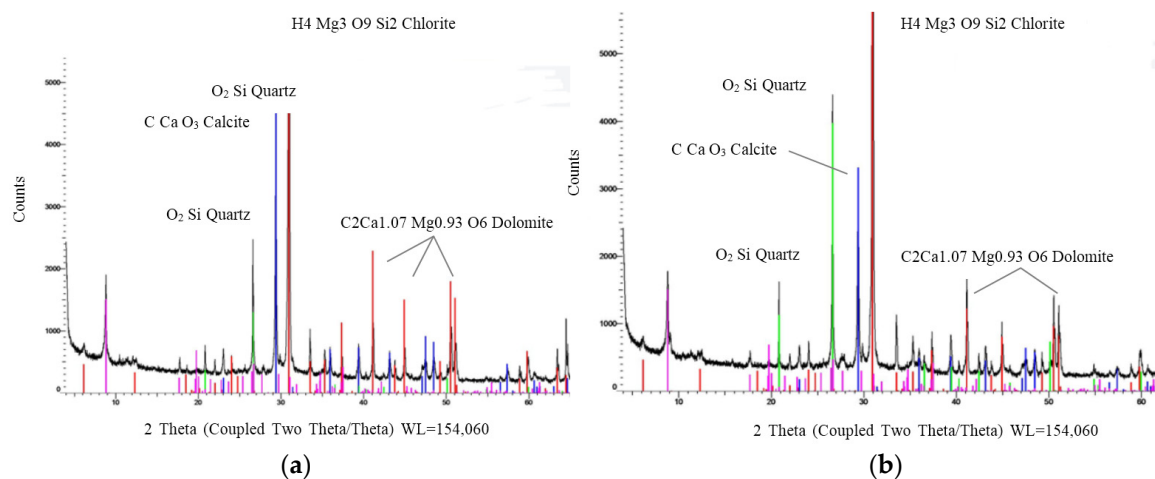 H4 Mg3 O9 Si2 Chlorite
O₂ Si Quartz
C Ca O₃ Calcite
O₂ Si Quartz
C2Ca1.07 Mg0.93 O6 Dolomite
Counts
5000
4000
3000
2000
1000
0
10
20
30
40
50
60
2 Theta (Coupled Two Theta/Theta) WL=154,060
(a)
H4 Mg3 O9 Si2 Chlorite
O₂ Si Quartz
C Ca O₃ Calcite
O₂ Si Quartz
C2Ca1.07 Mg0.93 O6 Dolomite
Counts
5000
4000
3000
2000
1000
0
10
20
30
40
50
60
2 Theta (Coupled Two Theta/Theta) WL=154,060
(b)